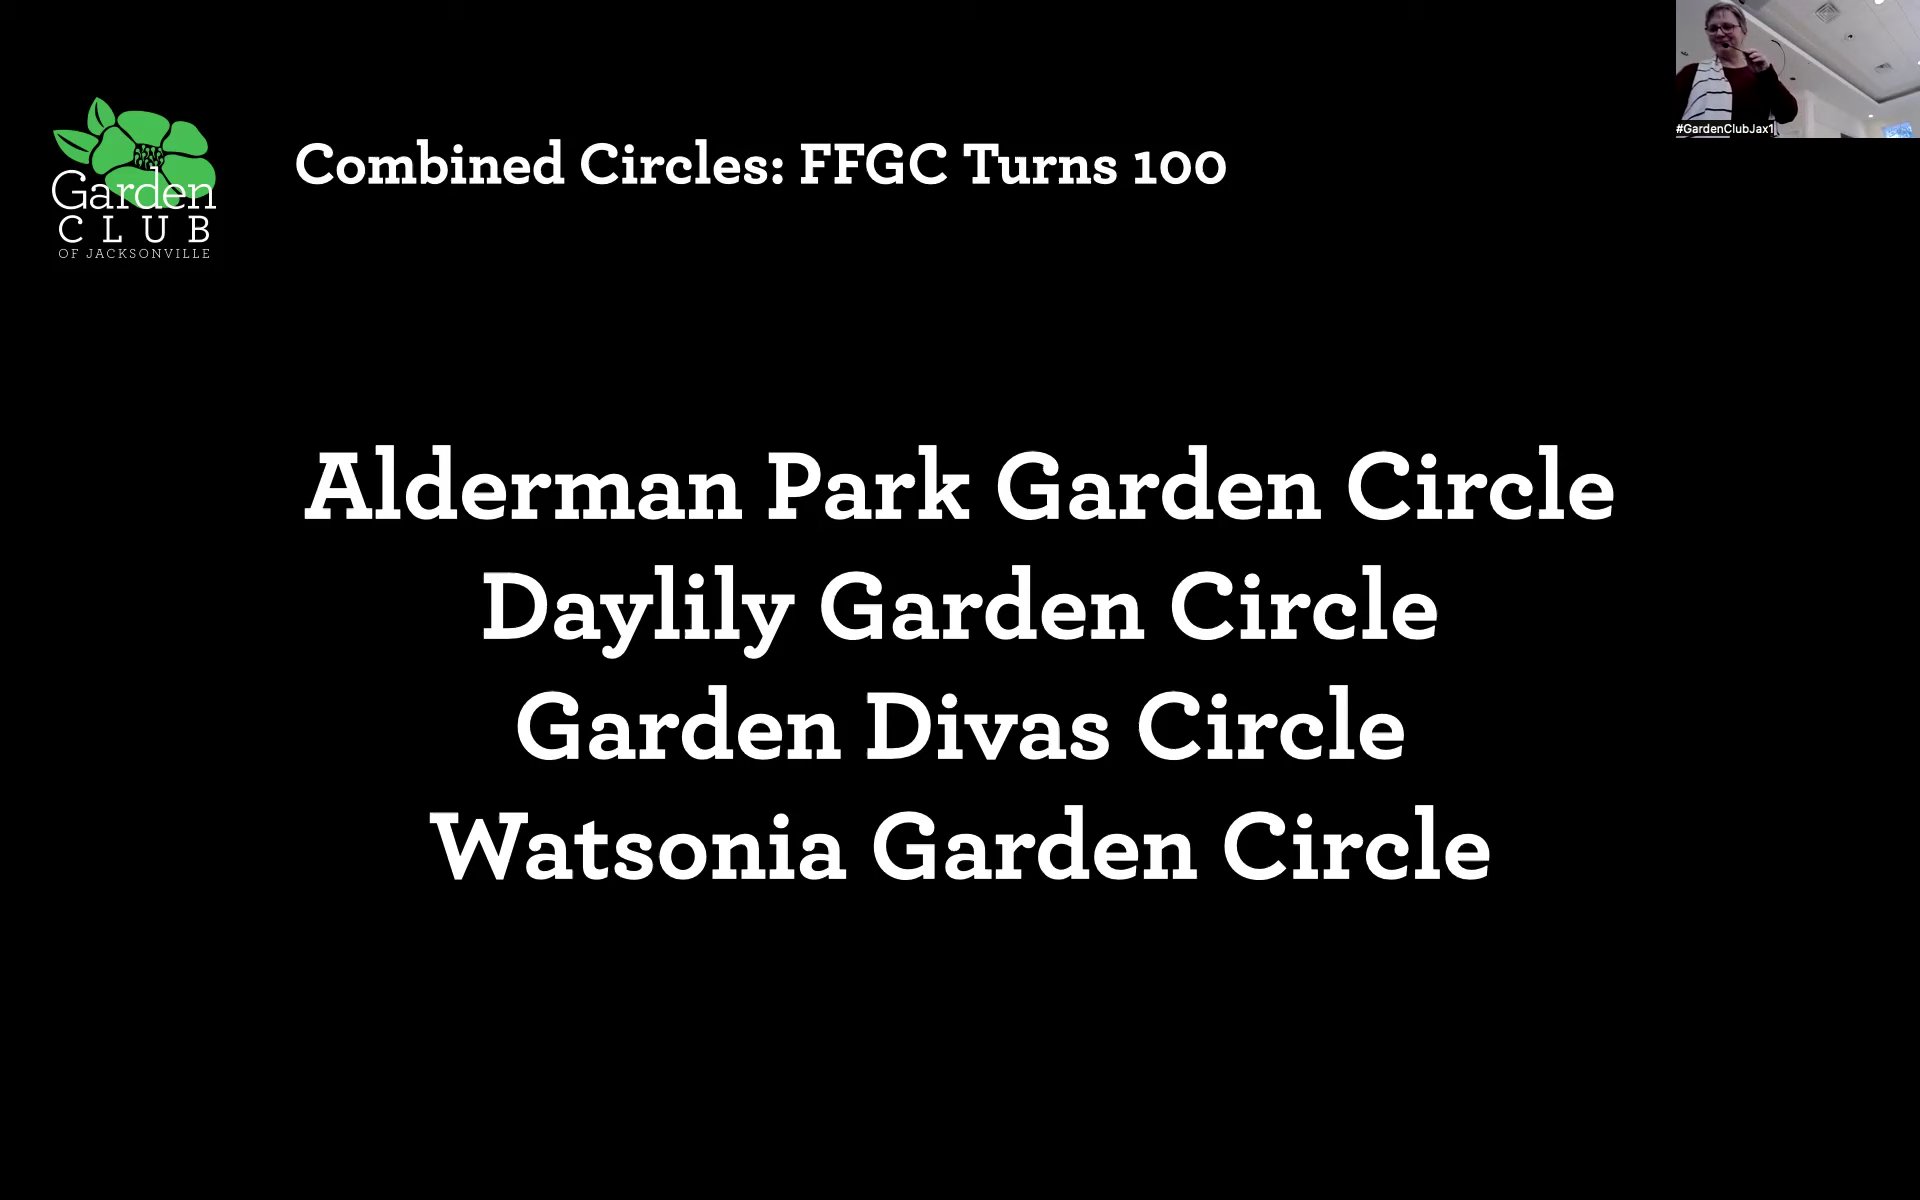 Garden
CLUB
OF JACKSONVILLE
Combined Circles: FFGC Turns 100
#GardenClubJax1
Alderman Park Garden Circle
Daylily Garden Circle
Garden Divas Circle
Watsonia Garden Circle